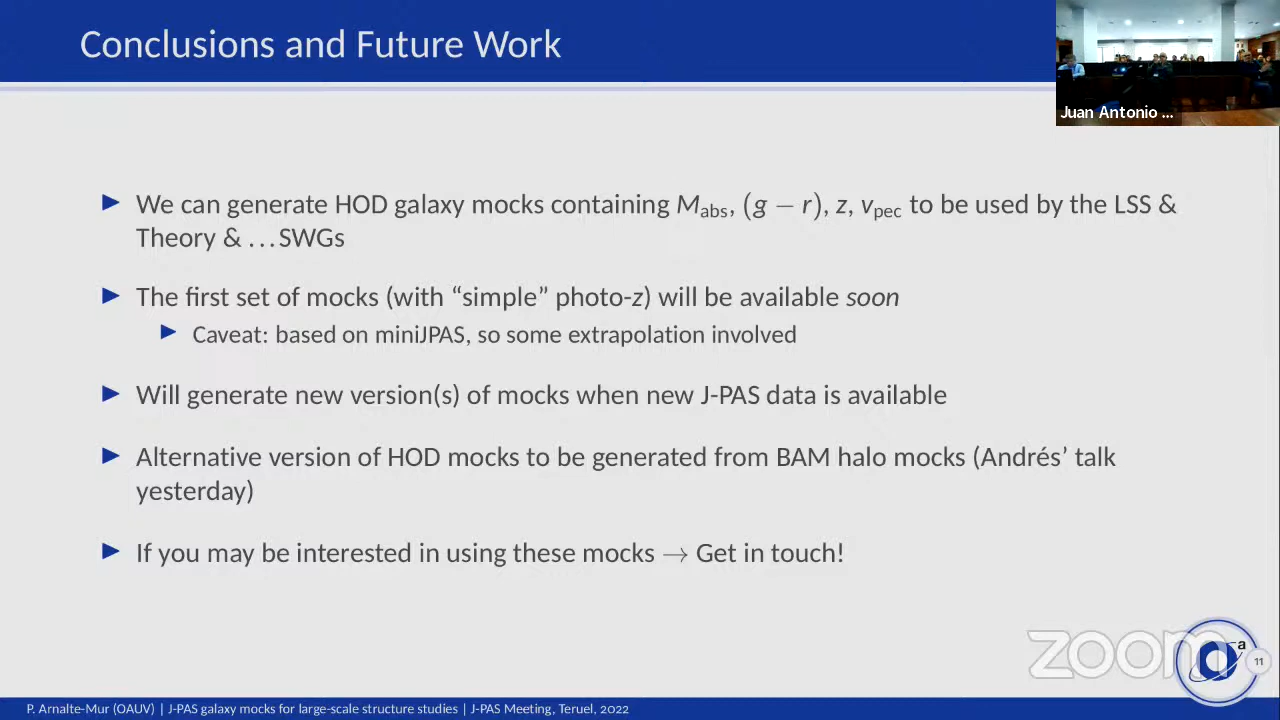 Conclusions and Future Work
Juan Antonio ...
▶ We can generate HOD galaxy mocks containing M_abs, (g − r), z, v_pec to be used by the LSS &
Theory & ... SWGs
▶ The first set of mocks (with “simple” photo-z) will be available soon
▶ Caveat: based on miniJPAS, so some extrapolation involved
▶ Will generate new version(s) of mocks when new J-PAS data is available
▶ Alternative version of HOD mocks to be generated from BAM halo mocks (Andrés’ talk
yesterday)
▶ If you may be interested in using these mocks → Get in touch!
zoom
a
11
P. Arnalte-Mur (OAUV) | J-PAS galaxy mocks for large-scale structure studies | J-PAS Meeting, Teruel, 2022